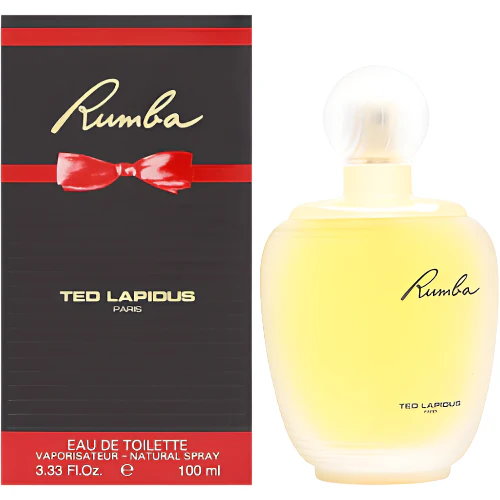 Rumba
TED LAPIDUS
PARIS
EAU DE TOILETTE
VAPORISATEUR - NATURAL SPRAY
3.33 Fl.Oz. e 100 ml
Rumba
TED LAPIDUS
PARIS